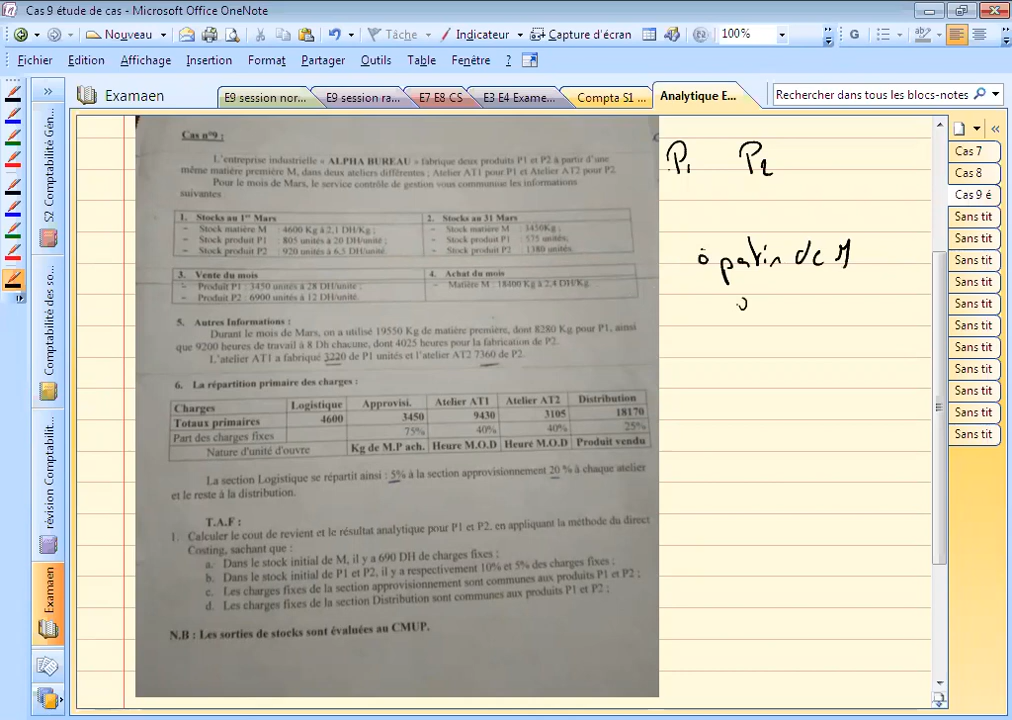 Cas 9 étude de cas - Microsoft Office OneNote
Nouveau
Tâche
Indicateur
Capture d'écran
100%
G
Fichier Edition Affichage Insertion Format Partager Outils Table Fenêtre ?
Examaen
E9 session nor...
E9 session ra...
E7 E8 CS
E3 E4 Exame...
Compta S1 ...
Analytique E...
Rechercher dans tous les blocs-notes
S2 Comptabilité Gén...
Comptabilité des so...
révision Comptabilit...
Examaen
Cas n°9 :
L'entreprise industrielle « ALPHA BUREAU » fabrique deux produits P1 et P2 à partir d'une
même matière première M, dans deux ateliers différentes ; Atelier AT1 pour P1 et Atelier AT2 pour P2
Pour le mois de Mars, le service contrôle de gestion vous communique les informations
suivantes
1. Stocks au 1er Mars
- Stock matière M : 4600 Kg à 2,1 DH/Kg;
- Stock produit P1 : 805 unités à 20 DH/unité ;
- Stock produit P2 : 920 unités à 6,5 DH/unité.
2. Stocks au 31 Mars
- Stock matière M : 3450Kg;
- Stock produit P1 : 575 unités;
- Stock produit P2 : 1380 unités.
3. Vente du mois
- Produit P1 : 3450 unités à 28 DH/unité ;
- Produit P2 : 6900 unités à 12 DH/unité.
4. Achat du mois
- Matière M : 18400 Kg à 2,4 DH/Kg.
5. Autres Informations :
Durant le mois de Mars, on a utilisé 19550 Kg de matière première, dont 8280 Kg pour P1, ainsi
que 9200 heures de travail à 8 Dh chacune, dont 4025 heures pour la fabrication de P2.
L'atelier AT1 a fabriqué 3220 de P1 unités et l'atelier AT2 7360 de P2.
6. La répartition primaire des charges :
Charges Logistique Approvisi. Atelier AT1 Atelier AT2 Distribution
Totaux primaires 4600 3450 9430 3105 18170
Part des charges fixes 75% 40% 40% 25%
Nature d'unité d'ouvre Kg de M.P ach. Heure M.O.D Heure M.O.D Produit vendu
La section Logistique se répartit ainsi : 5% à la section approvisionnement 20 % à chaque atelier
et le reste à la distribution.
T.A.F :
1. Calculer le cout de revient et le résultat analytique pour P1 et P2, en appliquant la méthode du direct
Costing, sachant que :
a. Dans le stock initial de M, il y a 690 DH de charges fixes ;
b. Dans le stock initial de P1 et P2, il y a respectivement 10% et 5% des charges fixes ;
c. Les charges fixes de la section approvisionnement sont communes aux produits P1 et P2 ;
d. Les charges fixes de la section Distribution sont communes aux produits P1 et P2 ;
N.B : Les sorties de stocks sont évaluées au CMUP.
P1 P2
à partir de M
Cas 7
Cas 8
Cas 9 é
Sans tit
Sans tit
Sans tit
Sans tit
Sans tit
Sans tit
Sans tit
Sans tit
Sans tit
Sans tit
Sans tit